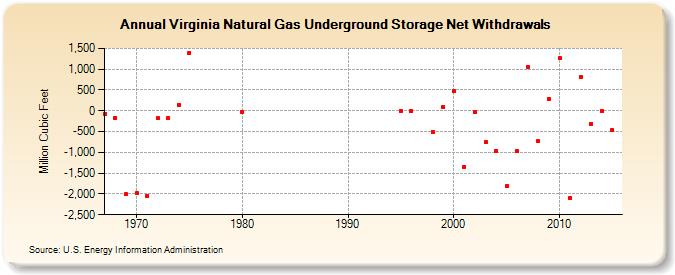 Annual Virginia Natural Gas Underground Storage Net Withdrawals
Million Cubic Feet
1,500
1,000
500
0
-500
-1,000
-1,500
-2,000
-2,500
1970 1980 1990 2000 2010
Source: U.S. Energy Information Administration